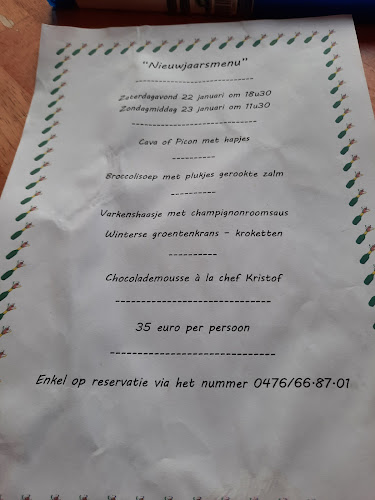 "Nieuwjaarsmenu"
Zaterdagavond 22 januari om 18u30
Zondagmiddag 23 januari om 11u30
Cava of Picon met hapjes
Broccolisoep met plukjes gerookte zalm
Varkenshaasje met champignonroomsaus
Winterse groentenkrans – kroketten
Chocolademousse à la chef Kristof
35 euro per persoon
Enkel op reservatie via het nummer 0476/66.87.01